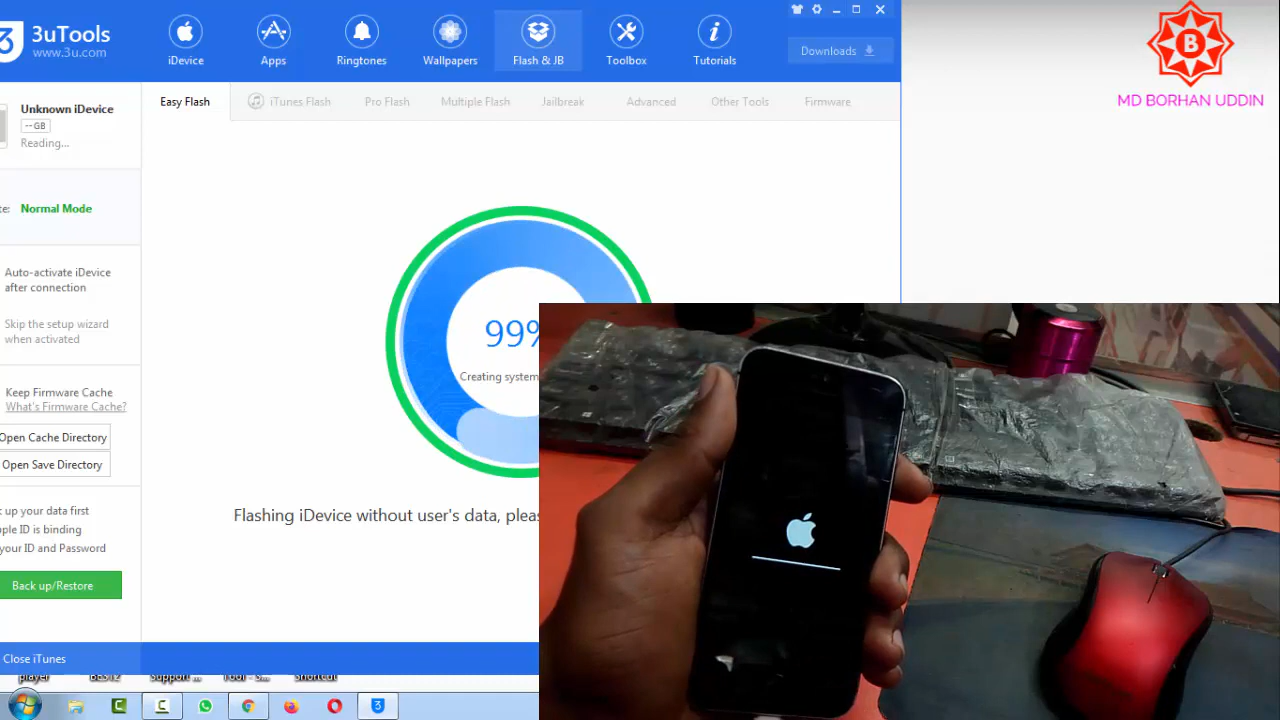 3uTools
www.3u.com
iDevice
Apps
Ringtones
Wallpapers
Flash & JB
Toolbox
Tutorials
Downloads
B
MD BORHAN UDDIN
Unknown iDevice
-- GB
Reading...
Normal Mode
Auto-activate iDevice
after connection
Skip the setup wizard
when activated
Keep Firmware Cache
What's Firmware Cache?
Open Cache Directory
Open Save Directory
up your data first
ID is binding
your ID and Password
Back up/Restore
Close iTunes
Easy Flash
iTunes Flash
Pro Flash
Multiple Flash
Jailbreak
Advanced
Other Tools
Firmware
99%
Creating system
Flashing iDevice without user's data,
player
BEST2
Support ...
Tool - S...
Shortcut